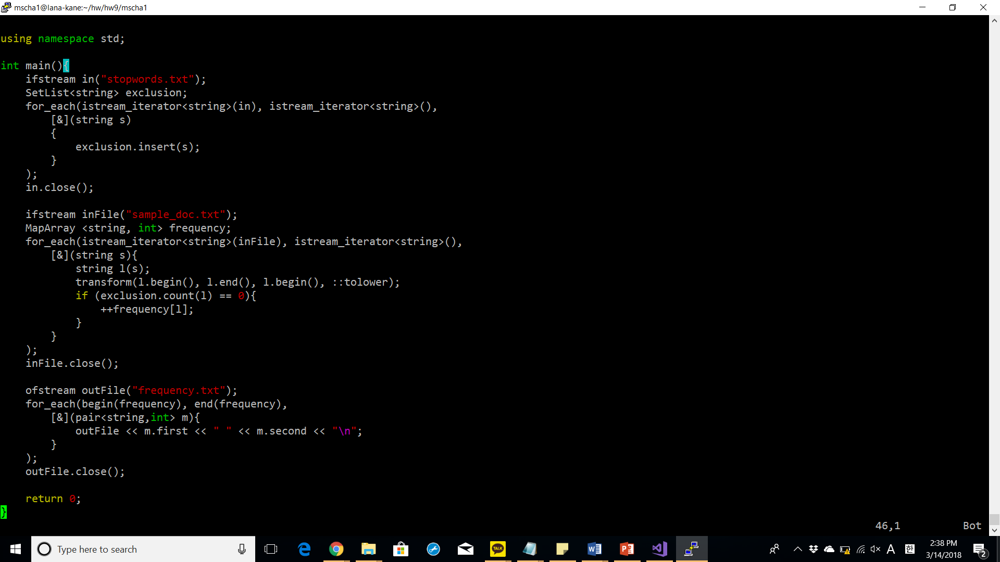 mscha1@lana-kane:~/hw/hw9/mscha1
using namespace std;
int main(){
    ifstream in("stopwords.txt");
    SetList<string> exclusion;
    for_each(istream_iterator<string>(in), istream_iterator<string>(),
        [&](string s)
        {
            exclusion.insert(s);
        }
    );
    in.close();
    ifstream inFile("sample_doc.txt");
    MapArray <string, int> frequency;
    for_each(istream_iterator<string>(inFile), istream_iterator<string>(),
        [&](string s){
            string l(s);
            transform(l.begin(), l.end(), l.begin(), ::tolower);
            if (exclusion.count(l) == 0){
                ++frequency[l];
            }
        }
    );
    inFile.close();
    ofstream outFile("frequency.txt");
    for_each(begin(frequency), end(frequency),
        [&](pair<string,int> m){
            outFile << m.first << " " << m.second << "\n";
        }
    );
    outFile.close();
    return 0;
}
46,1 Bot
Type here to search
TALK
A
한
2:38 PM
3/14/2018
2